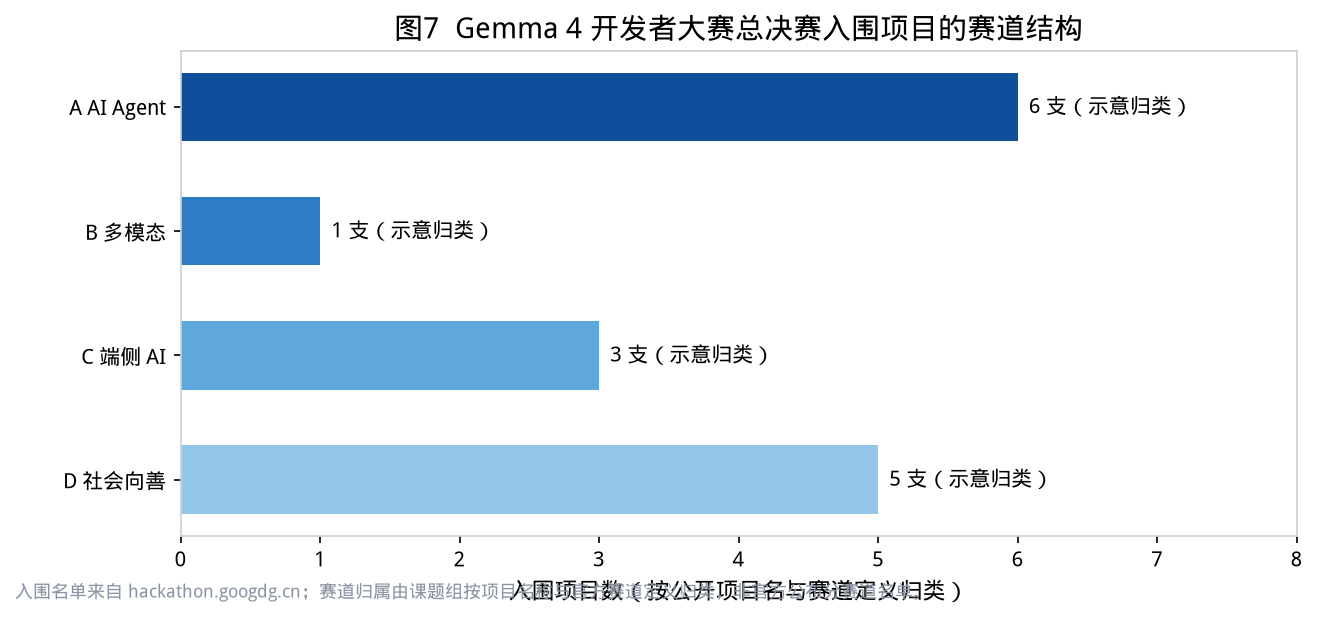 图7 Gemma 4 开发者大赛总决赛入围项目的赛道结构
A AI Agent
6 支（示意归类）
B 多模态
1 支（示意归类）
C 端侧 AI
3 支（示意归类）
D 社会向善
5 支（示意归类）
0 1 2 3 4 5 6 7 8
入围项目数（按公开项目名与赛道定义归类）
入围名单来自 hackathon.googdg.cn；赛道归属由课题组按项目名